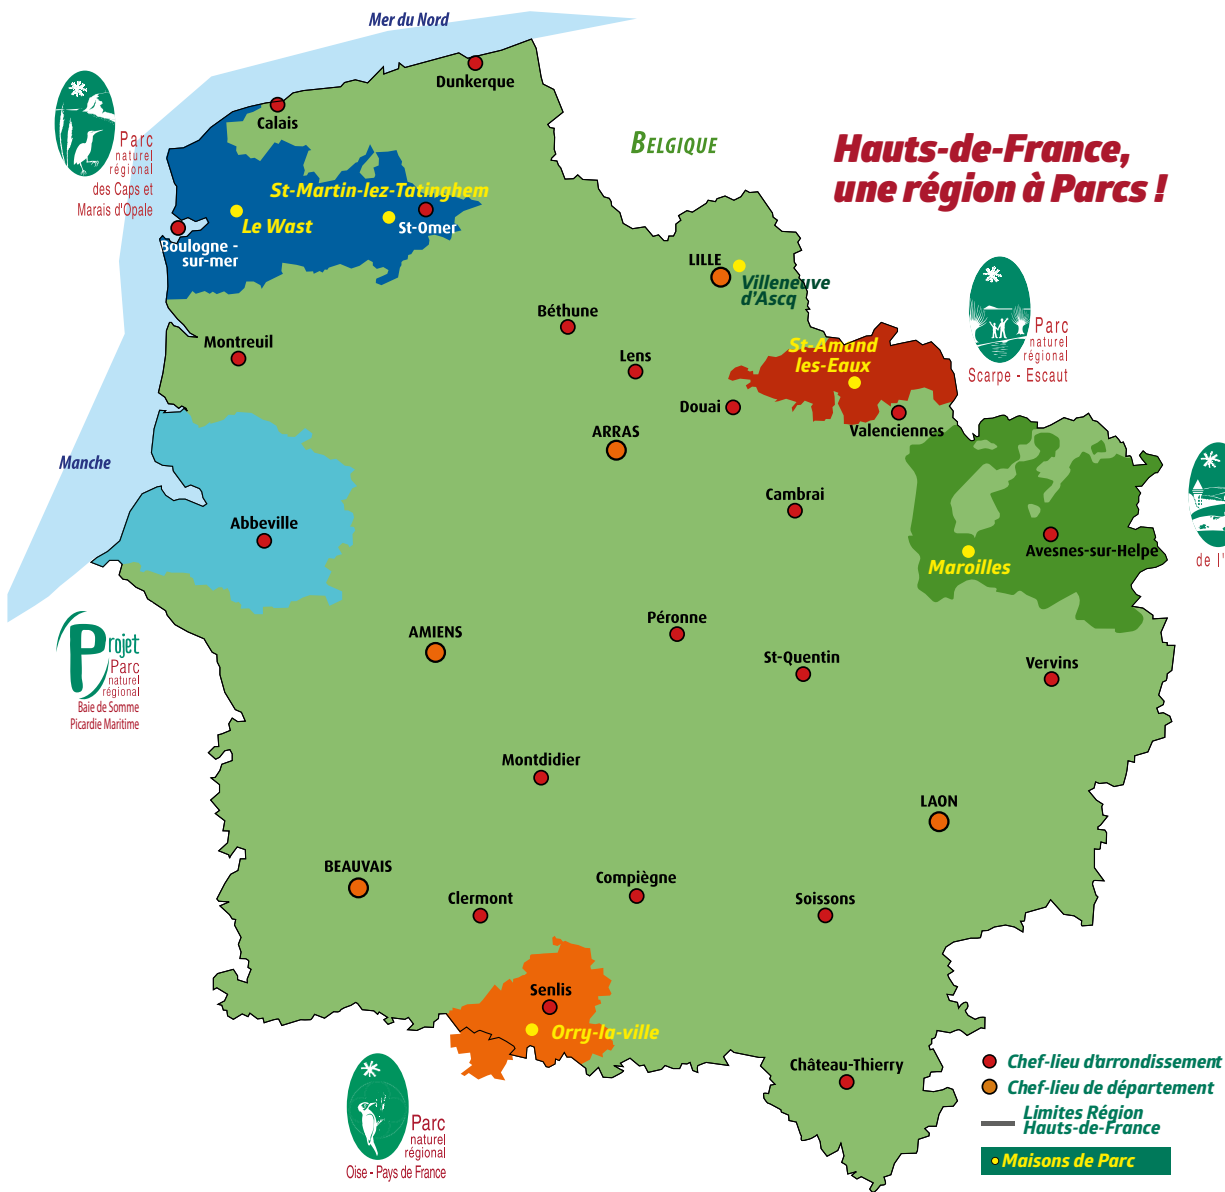 Mer du Nord
Dunkerque
Calais
BELGIQUE
Hauts-de-France,
une région à Parcs !
Parc
naturel
régional
des Caps et
Marais d'Opale
St-Martin-lez-Tatinghem
Le Wast
St-Omer
Boulogne -
sur-mer
LILLE
Villeneuve
d'Ascq
Parc
naturel
régional
Scarpe - Escaut
Béthune
Montreuil
Lens
St-Amand
les-Eaux
Douai
Valenciennes
ARRAS
Manche
Cambrai
Abbeville
Avesnes-sur-Helpe
Maroilles
de l'
Projet
Parc
naturel
régional
Baie de Somme
Picardie Maritime
AMIENS
Péronne
St-Quentin
Vervins
Montdidier
LAON
BEAUVAIS
Compiègne
Clermont
Soissons
Senlis
Orry-la-ville
Château-Thierry
Parc
naturel
régional
Oise - Pays de France
Chef-lieu d'arrondissement
Chef-lieu de département
Limites Région
Hauts-de-France
Maisons de Parc